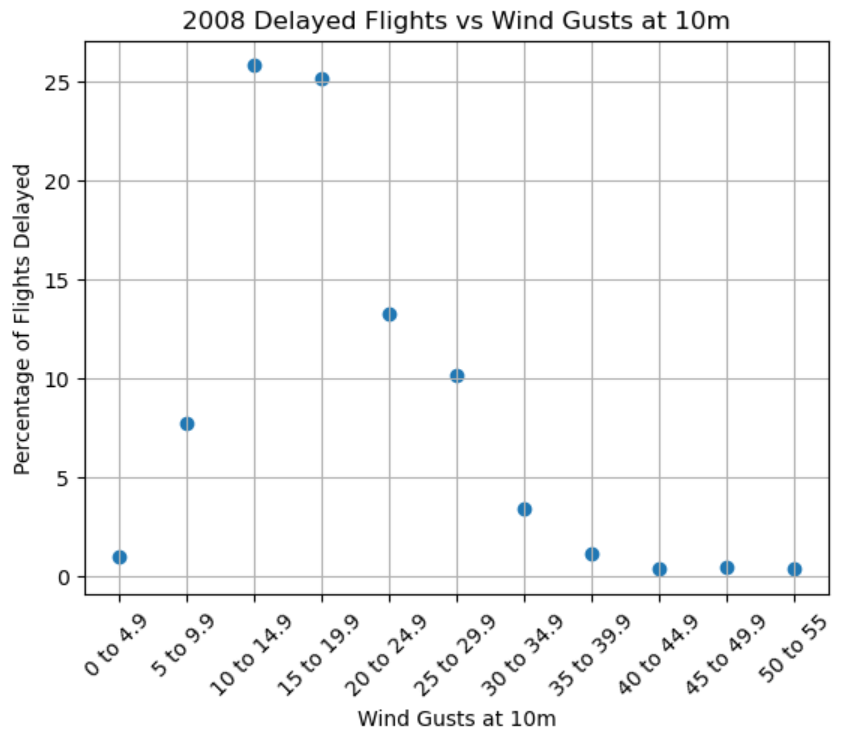 2008 Delayed Flights vs Wind Gusts at 10m
Percentage of Flights Delayed
25
20
15
10
5
0
0 to 4.9
5 to 9.9
10 to 14.9
15 to 19.9
20 to 24.9
25 to 29.9
30 to 34.9
35 to 39.9
40 to 44.9
45 to 49.9
50 to 55
Wind Gusts at 10m